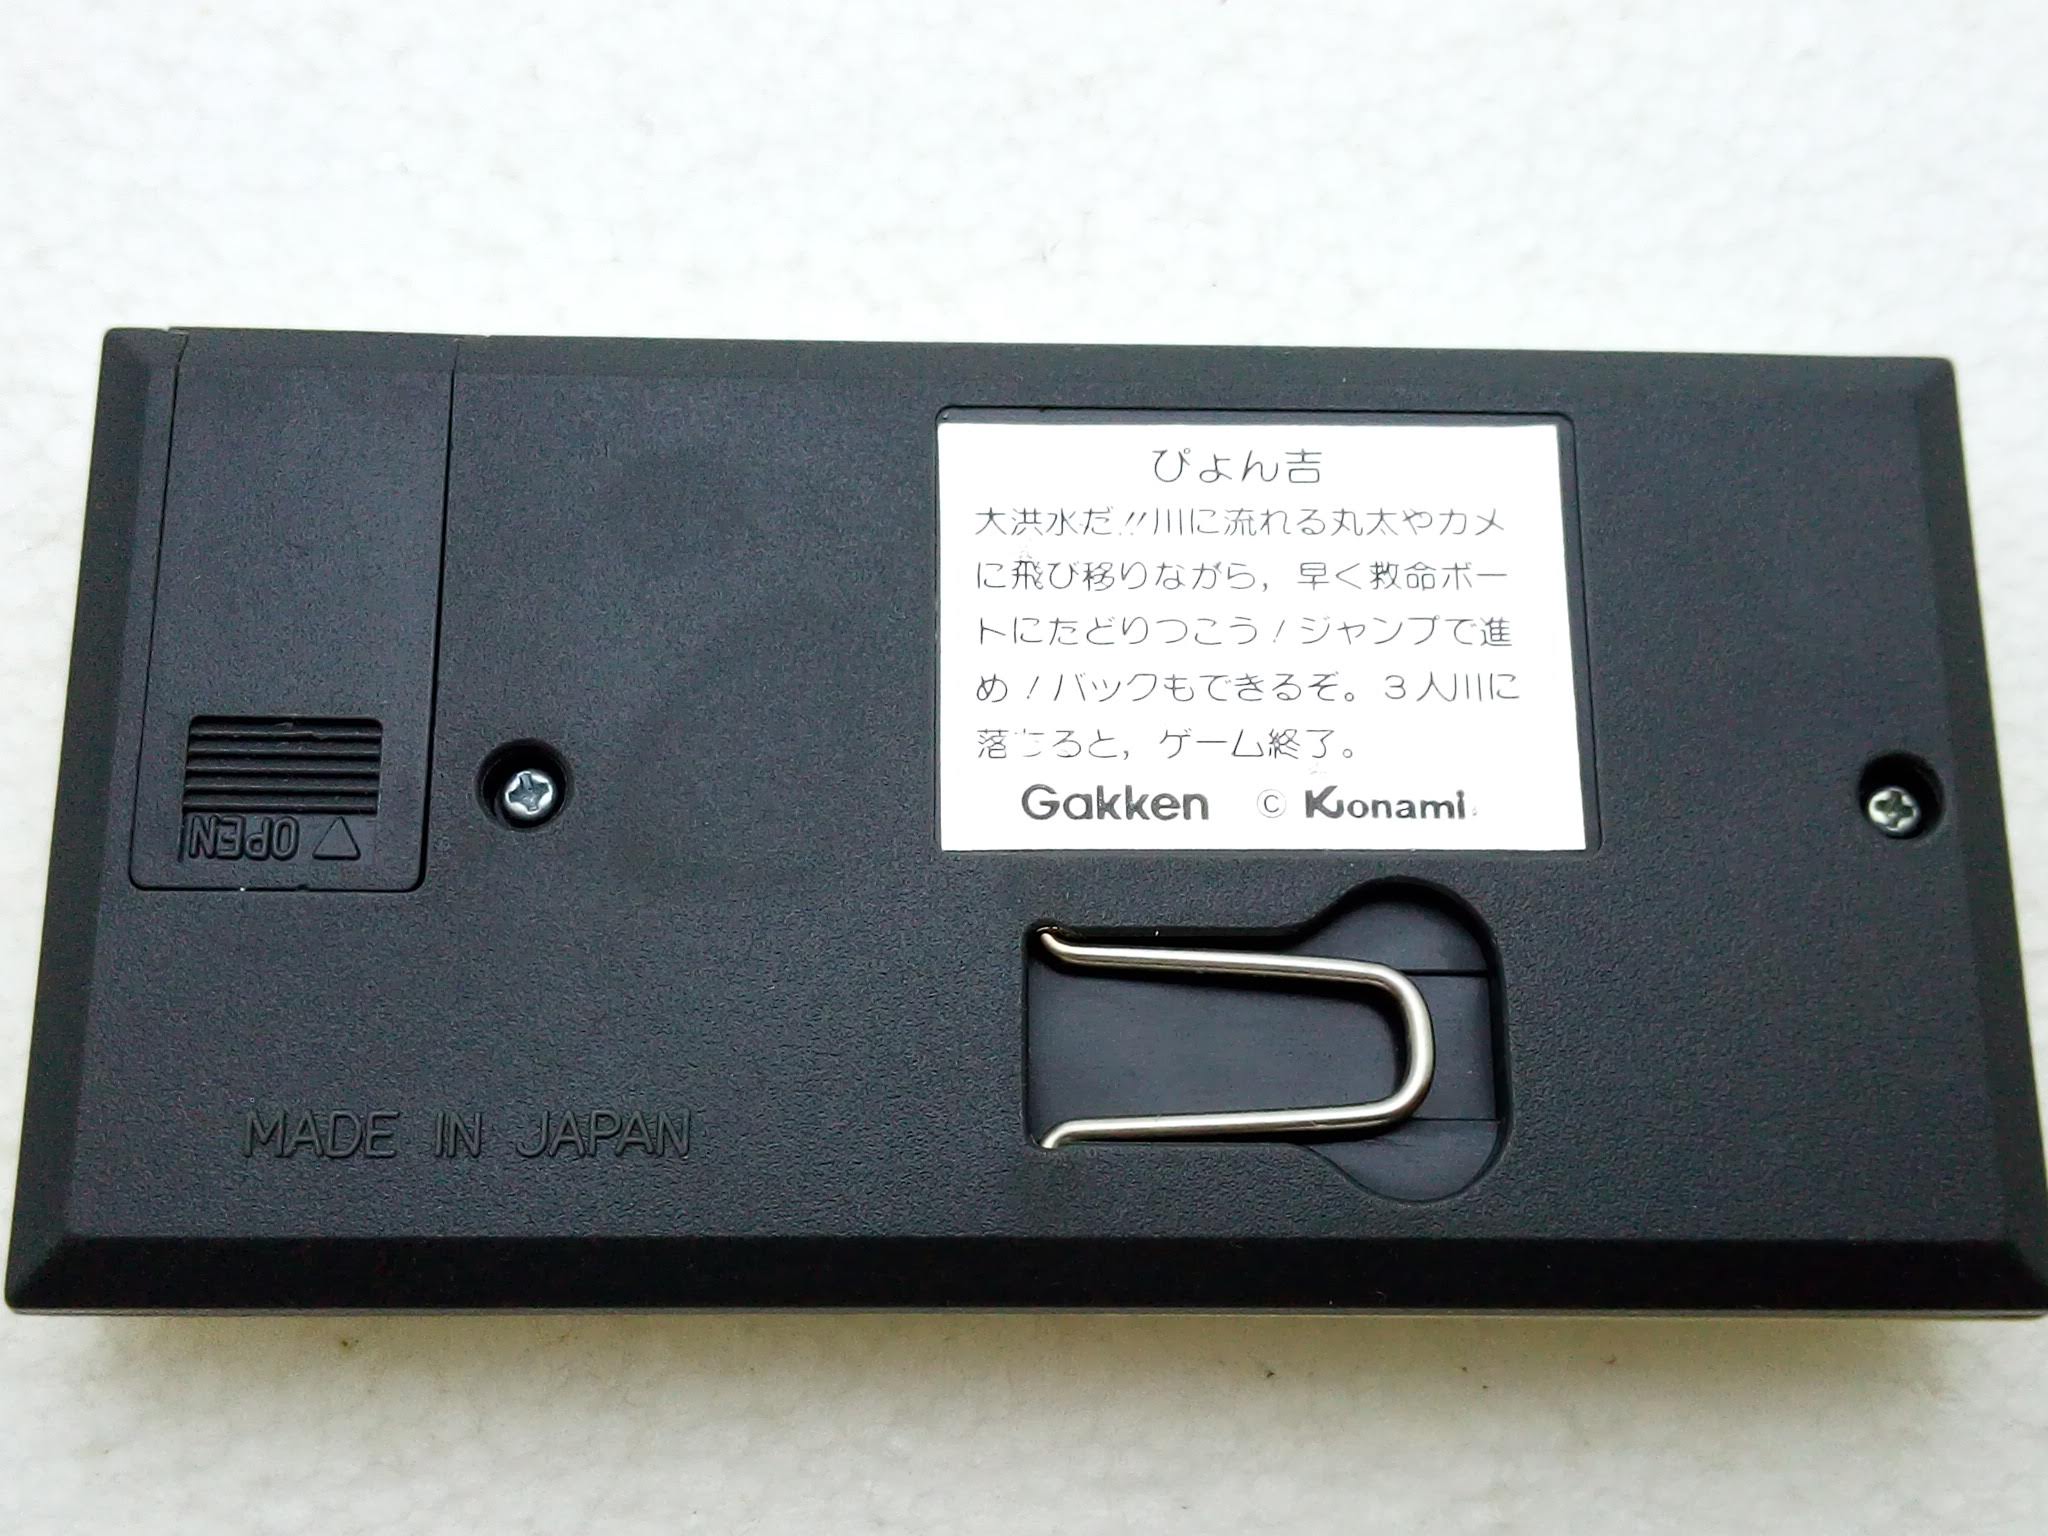 ぴょん吉
大洪水だ!!川に流れる丸太やカメ
に飛び移りながら，早く救命ボー
トにたどりつこう！ジャンプで進
め！バックもできるぞ。３人川に
落ちると，ゲーム終了。
Gakken © Konami
OPEN
MADE IN JAPAN